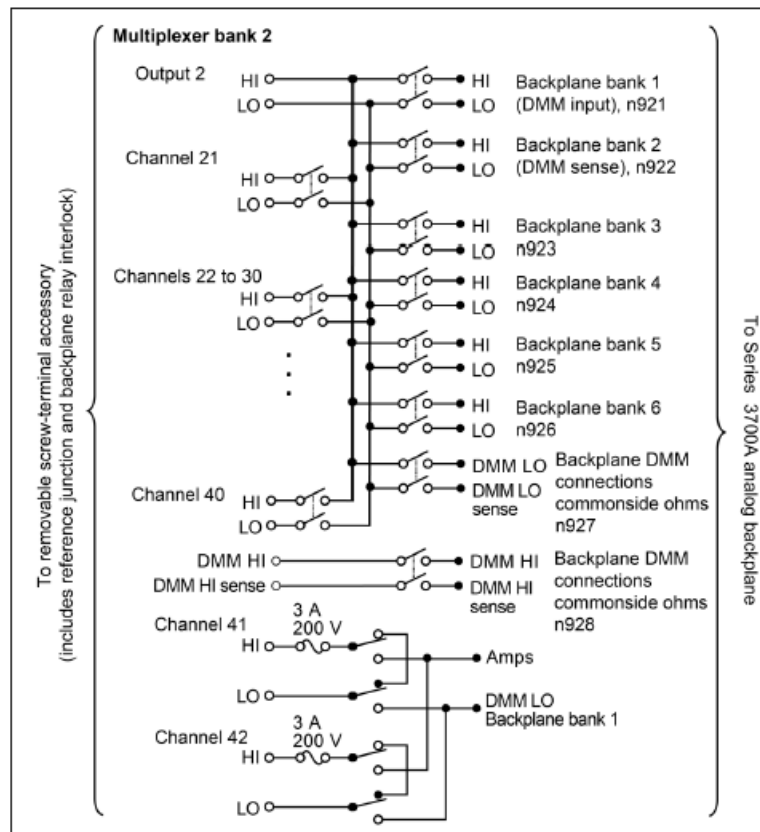 Multiplexer bank 2
Output 2
HI
LO
HI
LO
Backplane bank 1
(DMM input), n921
Channel 21
HI
LO
HI
LO
Backplane bank 2
(DMM sense), n922
HI
LO
Backplane bank 3
n923
Channels 22 to 30
HI
LO
HI
LO
Backplane bank 4
n924
HI
LO
Backplane bank 5
n925
HI
LO
Backplane bank 6
n926
Channel 40
HI
LO
DMM LO
DMM LO
sense
Backplane DMM
connections
commonside ohms
n927
DMM HI
DMM HI sense
DMM HI
DMM HI
sense
Backplane DMM
connections
commonside ohms
n928
Channel 41
3 A
200 V
HI
LO
Amps
DMM LO
Backplane bank 1
Channel 42
3 A
200 V
HI
LO
To removable screw-terminal accessory
(includes reference junction and backplane relay interlock)
To Series 3700A analog backplane